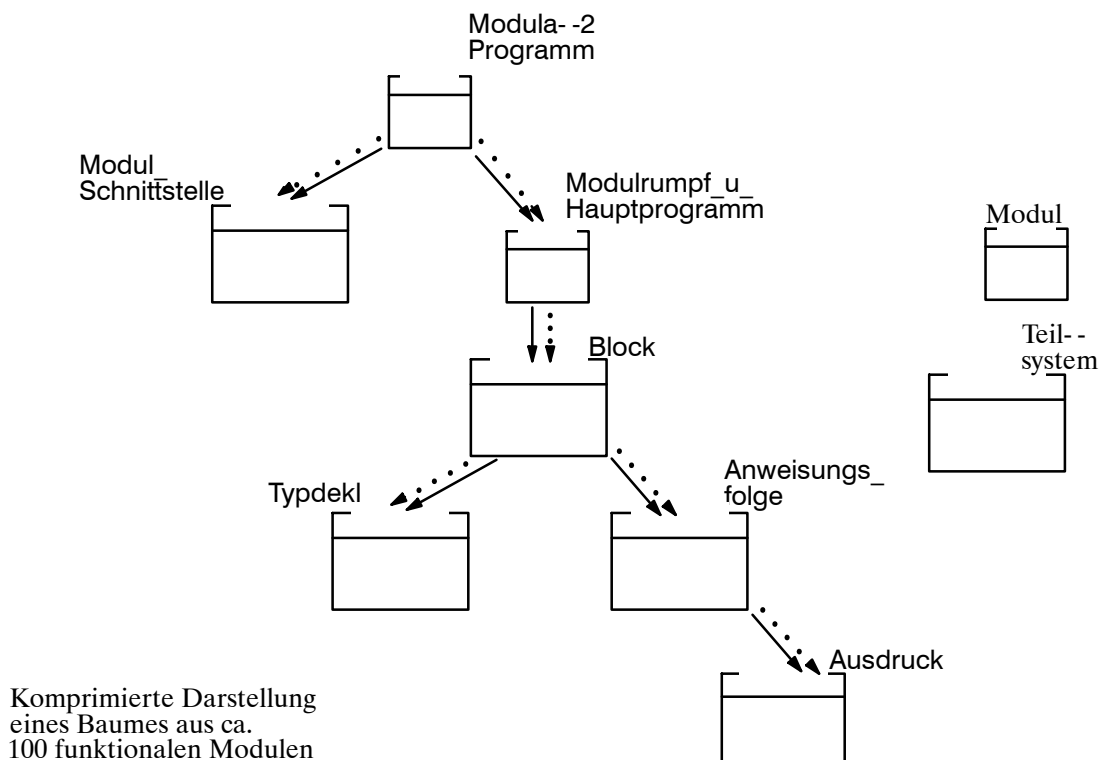 Modula- -2
Programm
Modul_
Schnittstelle
Modulrumpf_u_
Hauptprogramm
Modul
Teil- -
system
Block
Typdekl
Anweisungs_
folge
Ausdruck
Komprimierte Darstellung
eines Baumes aus ca.
100 funktionalen Modulen